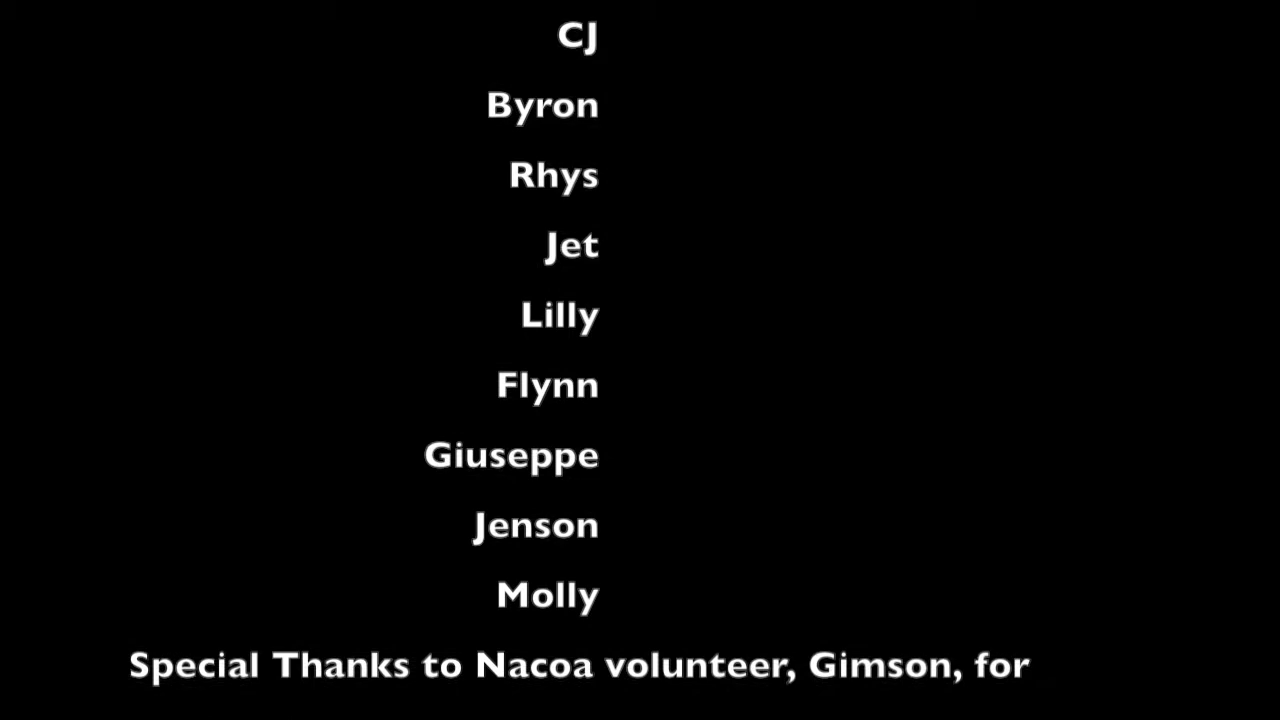 CJ
Byron
Rhys
Jet
Lilly
Flynn
Giuseppe
Jenson
Molly
Special Thanks to Nacoa volunteer, Gimson, for